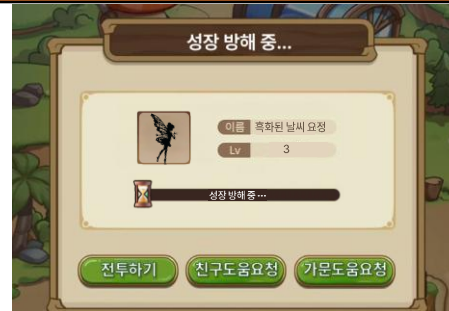 성장 방해 중...
이름 흑화된 날씨 요정
Lv 3
성장 방해 중 ...
전투하기 친구도움요청 가문도움요청